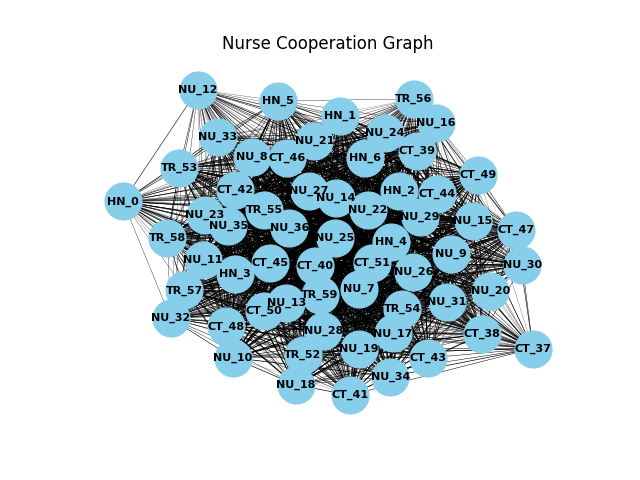 Nurse Cooperation Graph
NU_12
TR_56
HN_5
HN_1
NU_16
NU_24
NU_33
NU_21
CT_39
NU_8
CT_46
HN_6
TR_53
CT_49
CT_42
NU_27
HN_2
CT_44
NU_14
HN_0
TR_55
NU_22
NU_23
NU_29
NU_15
NU_35
NU_36
CT_47
TR_58
NU_25
HN_4
NU_9
NU_11
CT_45
CT_40
CT_51
NU_30
HN_3
NU_26
TR_57
NU_7
NU_20
TR_59
NU_13
NU_31
TR_54
CT_50
NU_32
CT_48
NU_28
NU_17
CT_38
NU_19
CT_37
TR_52
NU_10
CT_43
NU_34
NU_18
CT_41